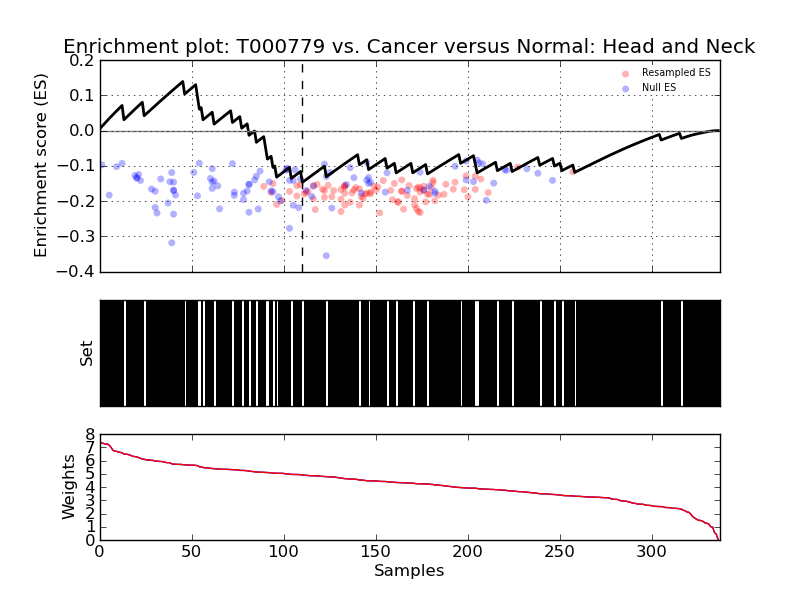 Enrichment plot: T000779 vs. Cancer versus Normal: Head and Neck
0.2
0.1
0.0
−0.1
−0.2
−0.3
−0.4
Enrichment score (ES)
Resampled ES
Null ES
Set
8
7
6
5
4
3
2
1
0
Weights
0 50 100 150 200 250 300
Samples